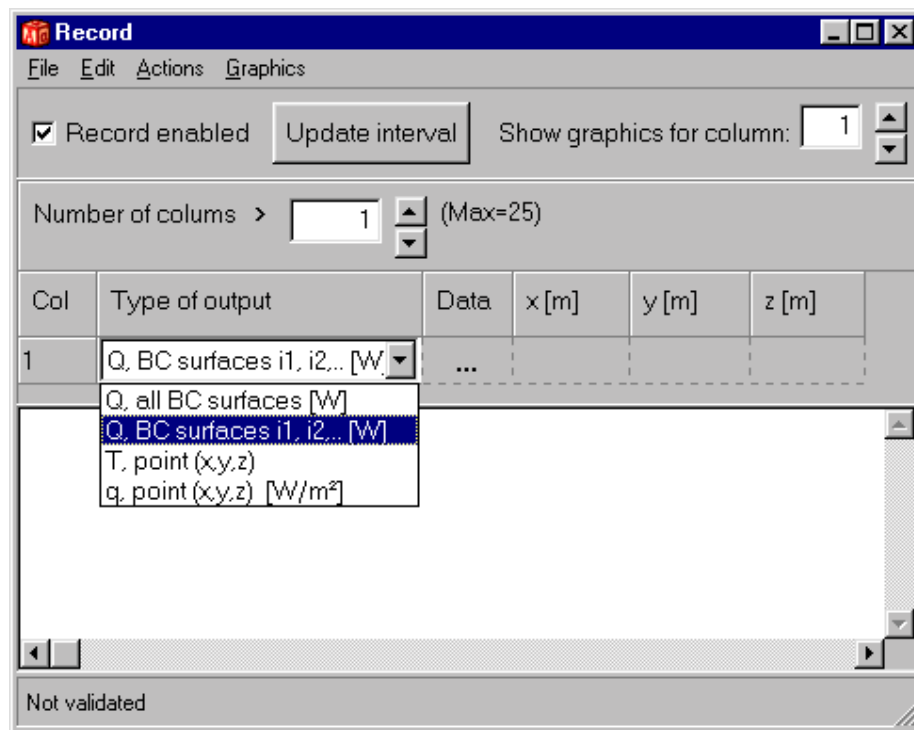 Record
File Edit Actions Graphics
Record enabled Update interval Show graphics for column: 1
Number of colums > 1 (Max=25)
Col Type of output Data x [m] y [m] z [m]
1 Q, BC surfaces i1, i2,.. [W] ...
Q, all BC surfaces [W]
Q, BC surfaces i1, i2,.. [W]
T, point (x,y,z)
q, point (x,y,z) [W/m²]
Not validated